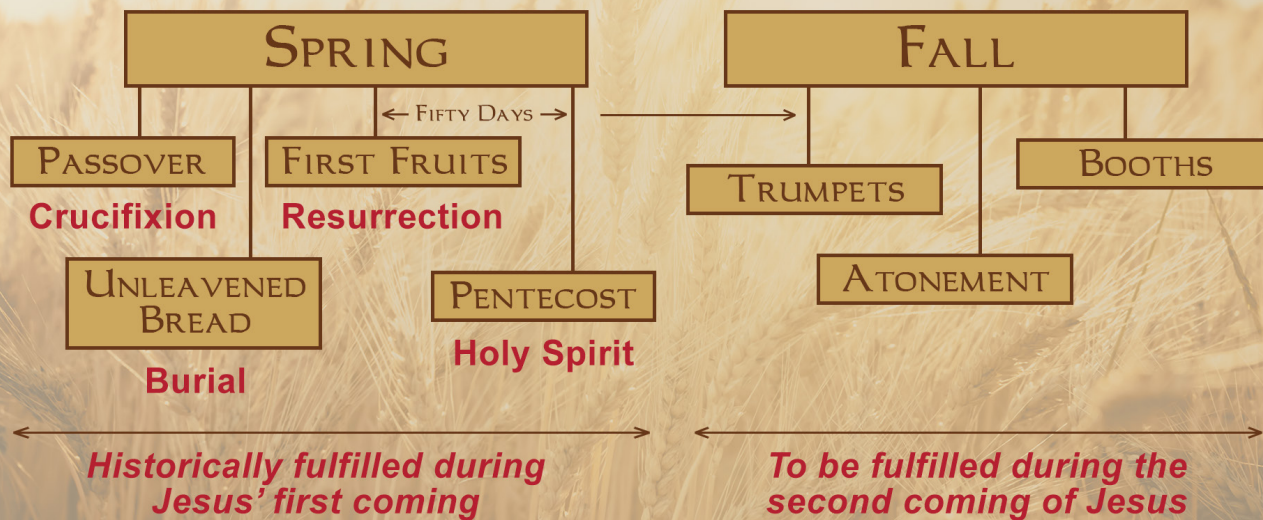 SPRING
FALL
FIFTY DAYS
PASSOVER
FIRST FRUITS
TRUMPETS
BOOTHS
Crucifixion
Resurrection
UNLEAVENED
BREAD
PENTECOST
ATONEMENT
Burial
Holy Spirit
Historically fulfilled during
Jesus' first coming
To be fulfilled during the
second coming of Jesus